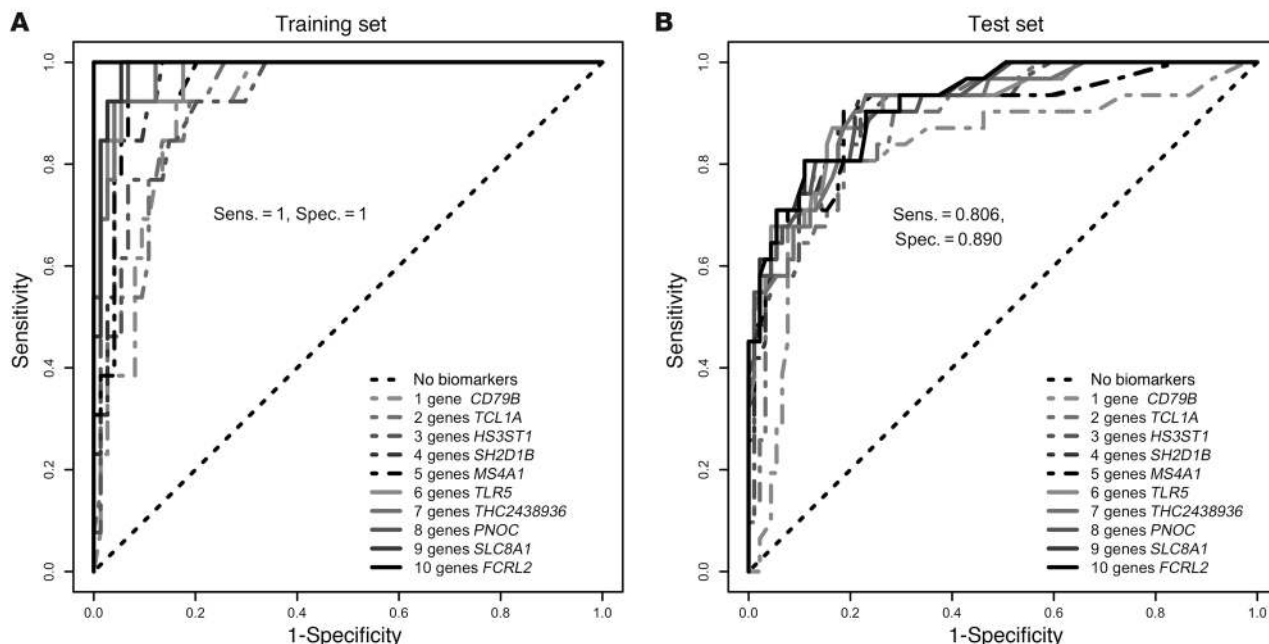 A
Training set
Sensitivity
1.0
0.8
0.6
0.4
0.2
0.0
Sens. = 1, Spec. = 1
No biomarkers
1 gene CD79B
2 genes TCL1A
3 genes HS3ST1
4 genes SH2D1B
5 genes MS4A1
6 genes TLR5
7 genes THC2438936
8 genes PNOC
9 genes SLC8A1
10 genes FCRL2
0.0 0.2 0.4 0.6 0.8 1.0
1-Specificity
B
Test set
Sensitivity
1.0
0.8
0.6
0.4
0.2
0.0
Sens. = 0.806,
Spec. = 0.890
No biomarkers
1 gene CD79B
2 genes TCL1A
3 genes HS3ST1
4 genes SH2D1B
5 genes MS4A1
6 genes TLR5
7 genes THC2438936
8 genes PNOC
9 genes SLC8A1
10 genes FCRL2
0.0 0.2 0.4 0.6 0.8 1.0
1-Specificity